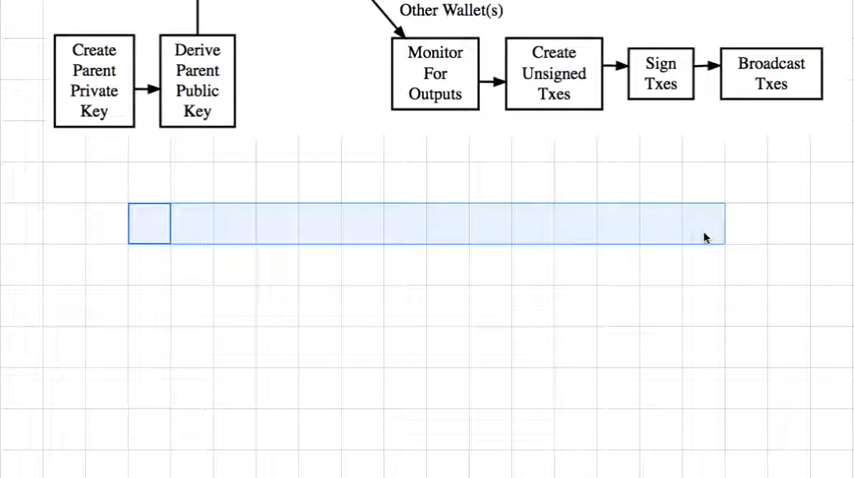 Other Wallet(s)
Create
Parent
Private
Key
Derive
Parent
Public
Key
Monitor
For
Outputs
Create
Unsigned
Txes
Sign
Txes
Broadcast
Txes